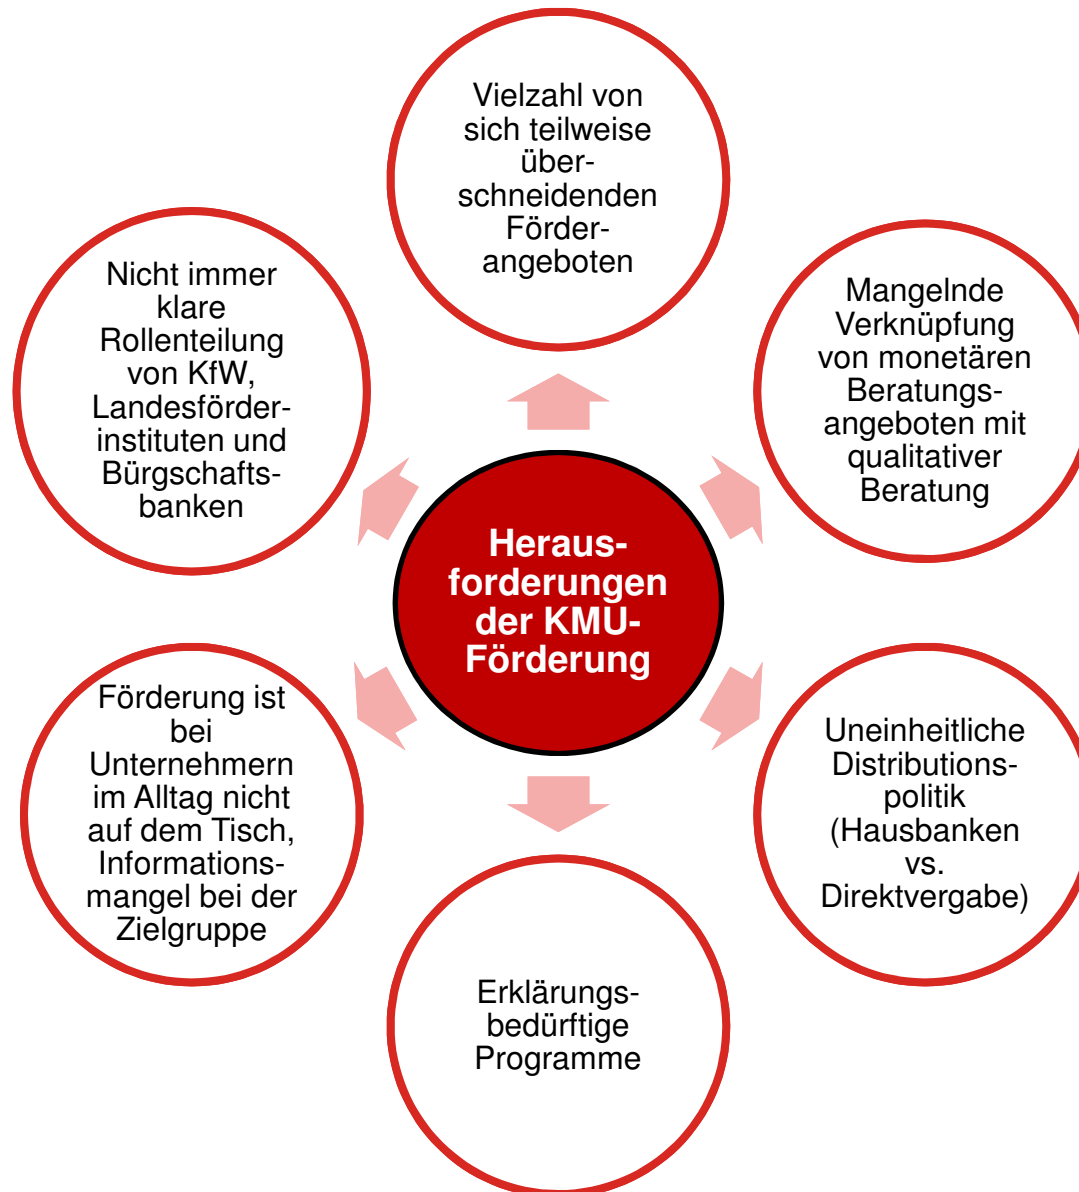 Vielzahl von
sich teilweise
über-
schneidenden
Förder-
angeboten
Nicht immer
klare
Rollenteilung
von KfW,
Landesförder-
instituten und
Bürgschafts-
banken
Mangelnde
Verknüpfung
von monetären
Beratungs-
angeboten mit
qualitativer
Beratung
Heraus-
forderungen
der KMU-
Förderung
Förderung ist
bei
Unternehmern
im Alltag nicht
auf dem Tisch,
Informations-
mangel bei der
Zielgruppe
Uneinheitliche
Distributions-
politik
(Hausbanken
vs.
Direktvergabe)
Erklärungs-
bedürftige
Programme